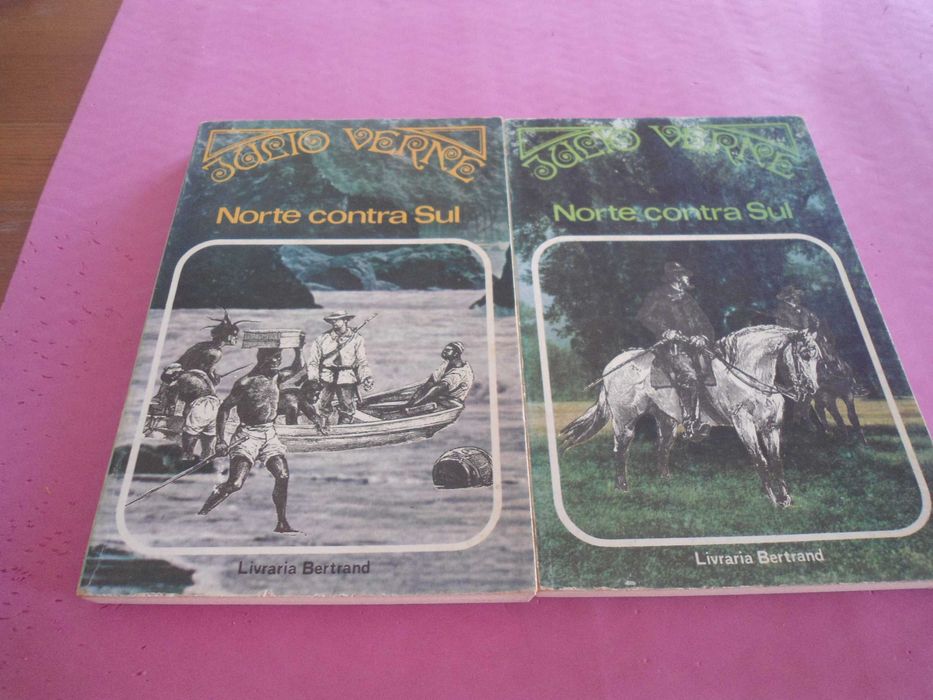 JULIO VERNE
Norte contra Sul
Livraria Bertrand
JULIO VERNE
Norte contra Sul
Livraria Bertrand